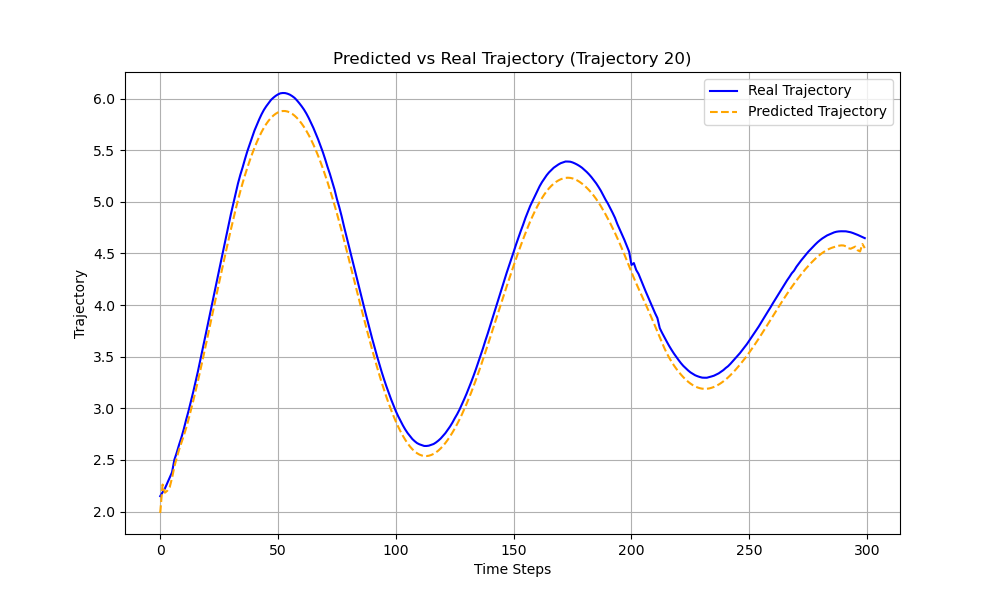 Predicted vs Real Trajectory (Trajectory 20)
Real Trajectory
Predicted Trajectory
Trajectory
6.0
5.5
5.0
4.5
4.0
3.5
3.0
2.5
2.0
0 50 100 150 200 250 300
Time Steps